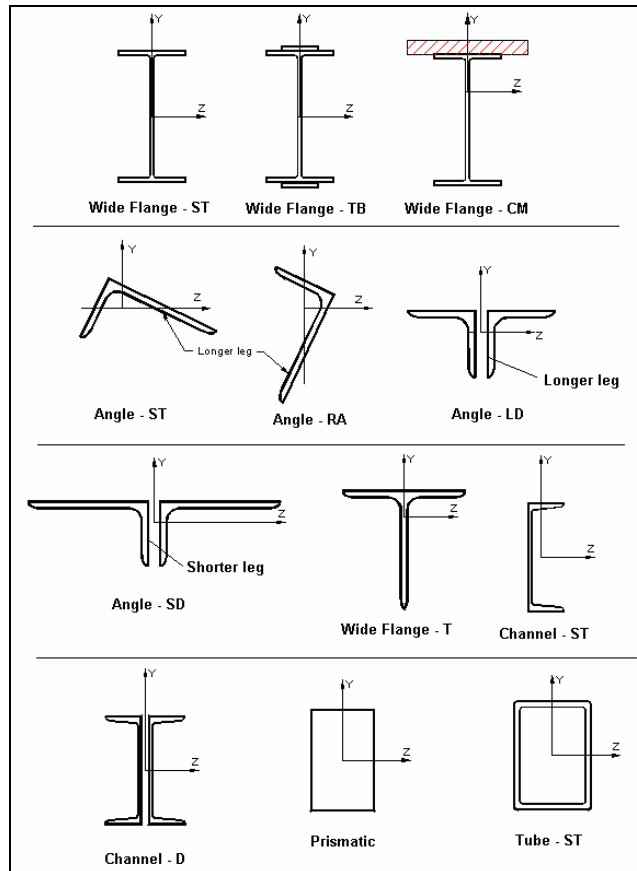 Y
Y
Y
Z
Z
Z
Wide Flange - ST
Wide Flange - TB
Wide Flange - CM
Y
Y
Y
Z
Z
Z
Longer leg
Longer leg
Angle - ST
Angle - RA
Angle - LD
Y
Y
Y
Z
Z
Z
Shorter leg
Angle - SD
Wide Flange - T
Channel - ST
Y
Y
Y
Z
Z
Z
Channel - D
Prismatic
Tube - ST